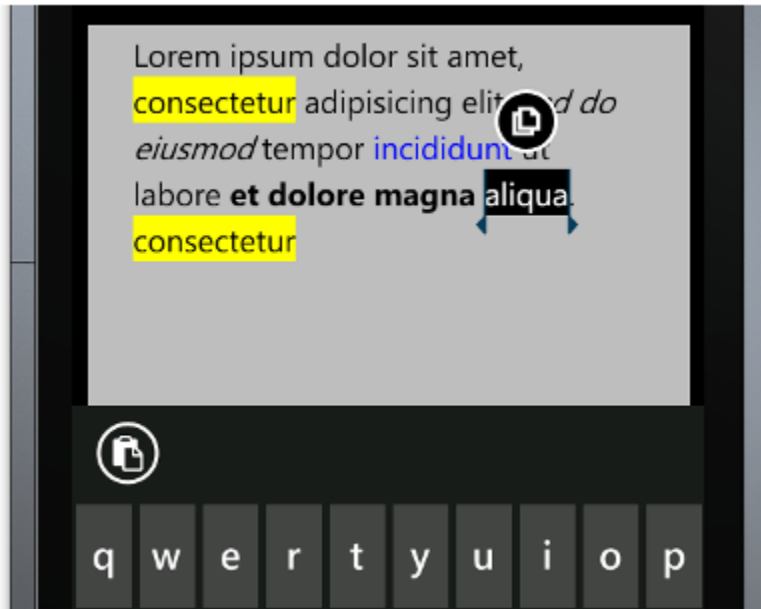 Lorem ipsum dolor sit amet,
consectetur adipisicing elit do
eiusmod tempor incididunt ut
labore et dolore magna aliqua.
consectetur
q w e r t y u i o p